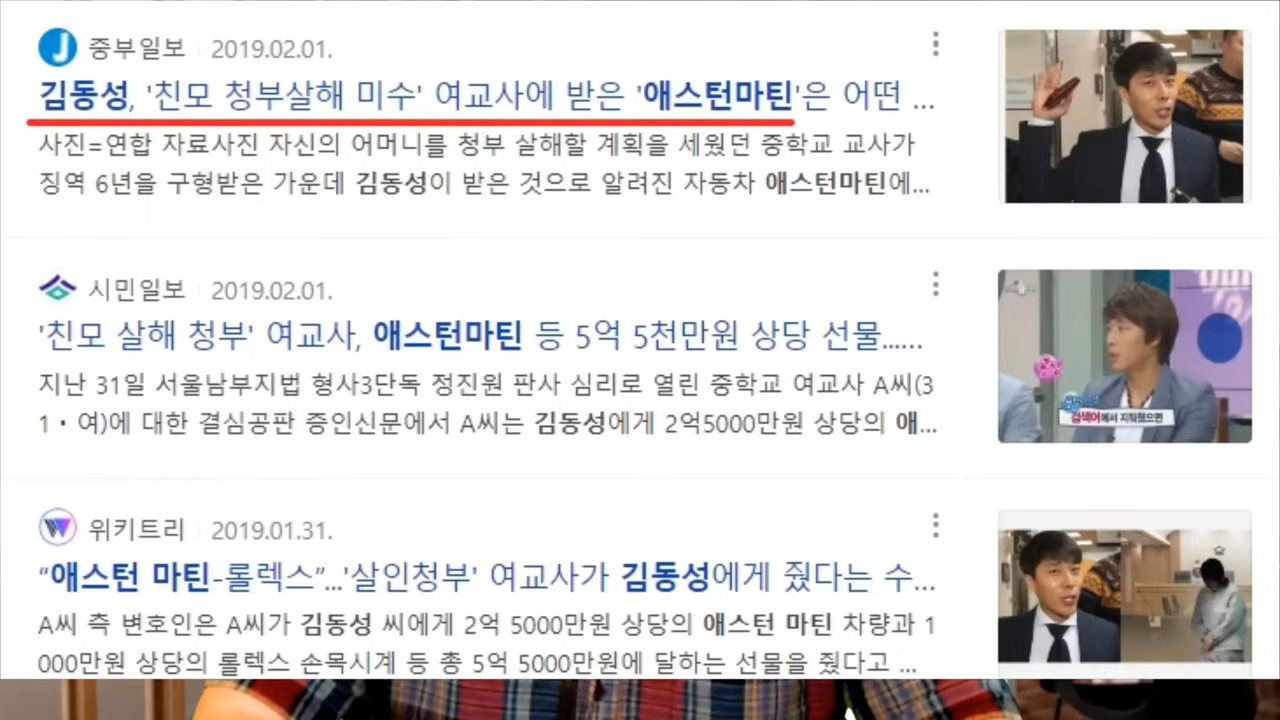 중부일보 2019.02.01.
김동성, '친모 청부살해 미수' 여교사에 받은 '애스턴마틴'은 어떤 ...
사진=연합 자료사진 자신의 어머니를 청부 살해할 계획을 세웠던 중학교 교사가
징역 6년을 구형받은 가운데 김동성이 받은 것으로 알려진 자동차 애스턴마틴에...
시민일보 2019.02.01.
'친모 살해 청부' 여교사, 애스턴마틴 등 5억 5천만원 상당 선물......
지난 31일 서울남부지법 형사3단독 정진원 판사 심리로 열린 중학교 여교사 A씨(3
1·여)에 대한 결심공판 증인신문에서 A씨는 김동성에게 2억5000만원 상당의 애...
검색어에서 지워졌으면
위키트리 2019.01.31.
“애스턴 마틴-롤렉스”...'살인청부' 여교사가 김동성에게 줬다는 수...
A씨 측 변호인은 A씨가 김동성 씨에게 2억 5000만원 상당의 애스턴 마틴 차량과 1
000만원 상당의 롤렉스 손목시계 등 총 5억 5000만원에 달하는 선물을 줬다고 ...